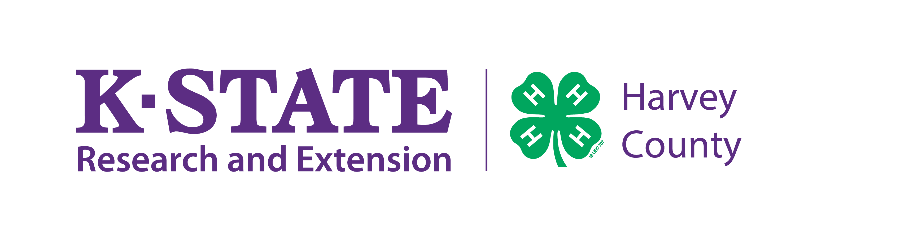 K-STATE
Research and Extension
H H
H H
Harvey
County